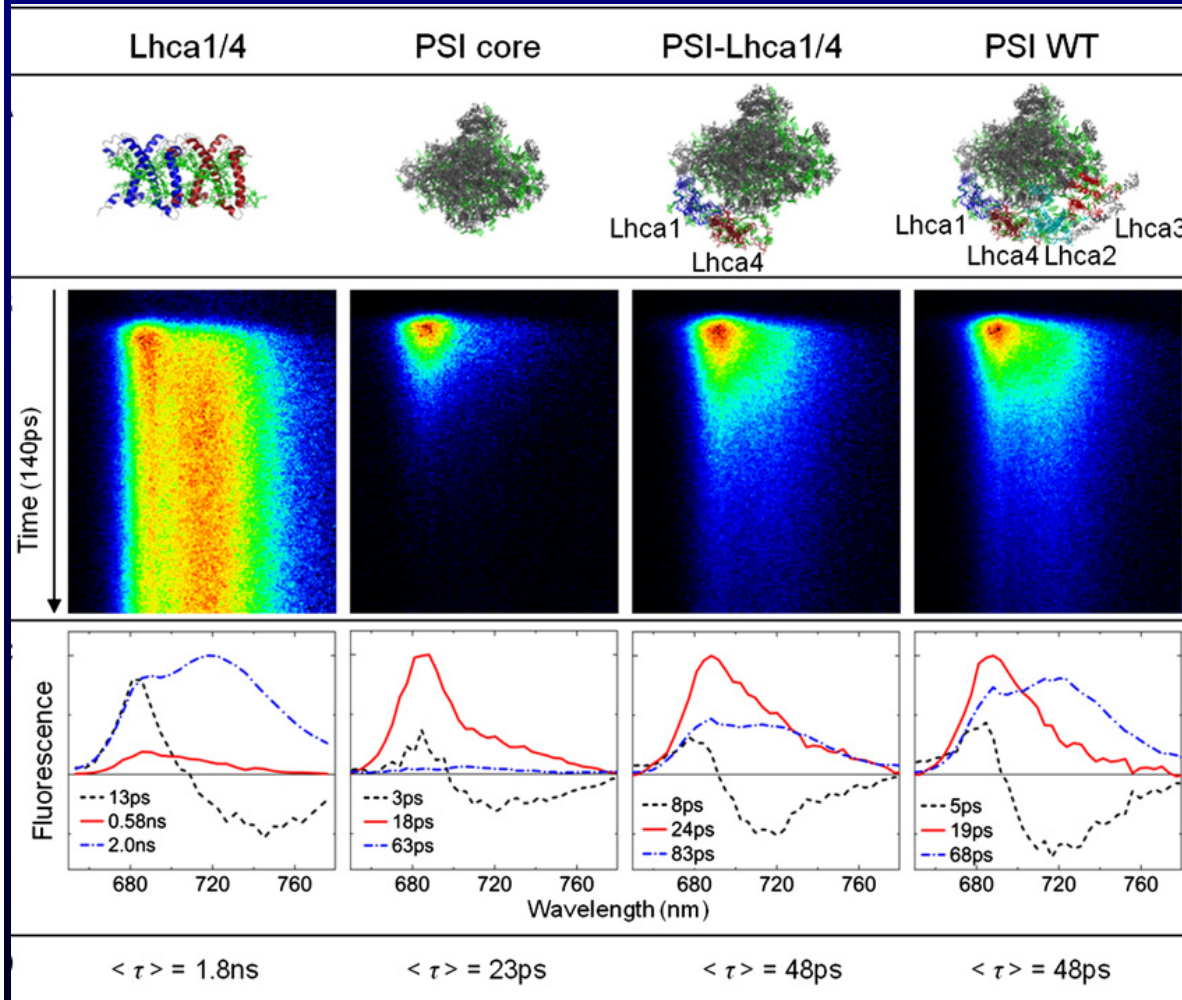 Lhca1/4 PSI core PSI-Lhca1/4 PSI WT
Lhca1 Lhca4
Lhca1 Lhca4 Lhca2 Lhca3
Time (140ps)
Fluorescence
13ps
0.58ns
2.0ns
3ps
18ps
63ps
8ps
24ps
83ps
5ps
19ps
68ps
680 720 760 680 720 760 680 720 760 680 720 760
Wavelength (nm)
< τ > = 1.8ns < τ > = 23ps < τ > = 48ps < τ > = 48ps